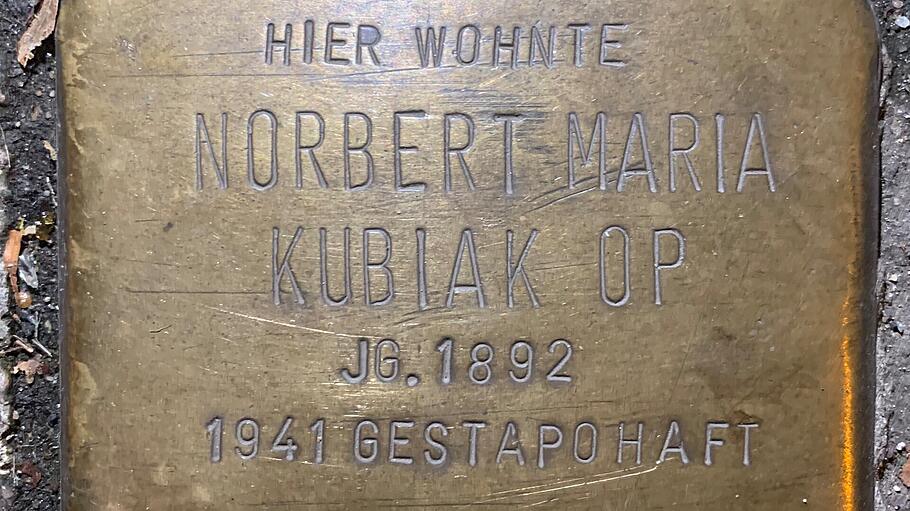 HIER WOHNTE
NORBERT MARIA
KUBIAK OP
JG. 1892
1941 GESTAPOHAFT